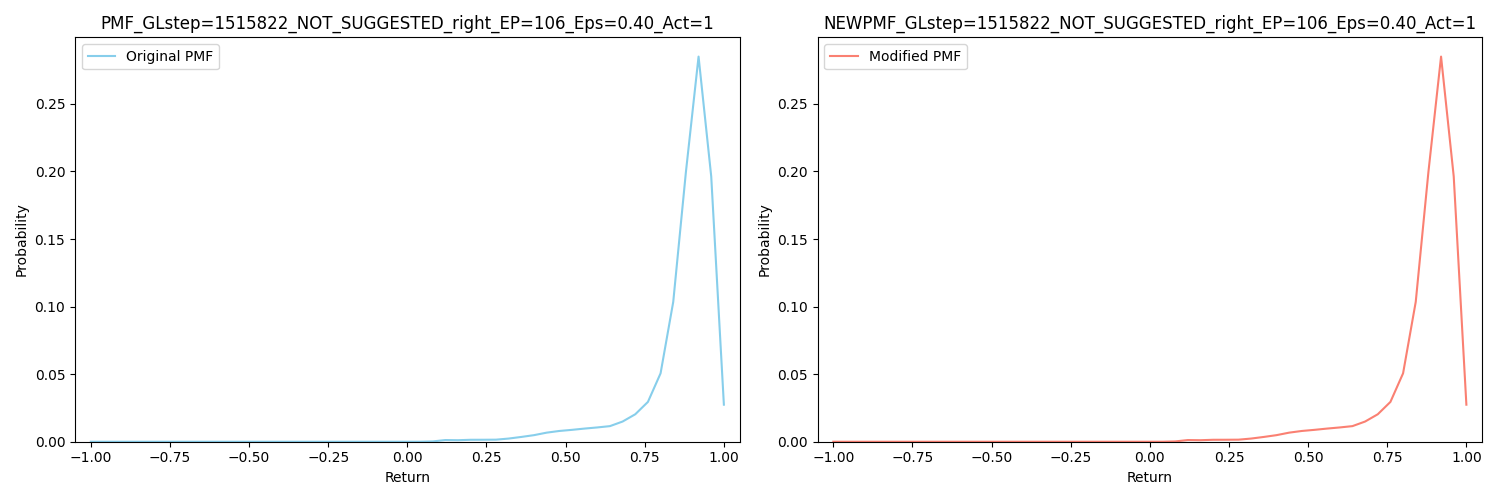 PMF_GLstep=1515822_NOT_SUGGESTED_right_EP=106_Eps=0.40_Act=1
Original PMF
Probability
0.25
0.20
0.15
0.10
0.05
0.00
−1.00 −0.75 −0.50 −0.25 0.00 0.25 0.50 0.75 1.00
Return
NEWPMF_GLstep=1515822_NOT_SUGGESTED_right_EP=106_Eps=0.40_Act=1
Modified PMF
Probability
0.25
0.20
0.15
0.10
0.05
0.00
−1.00 −0.75 −0.50 −0.25 0.00 0.25 0.50 0.75 1.00
Return